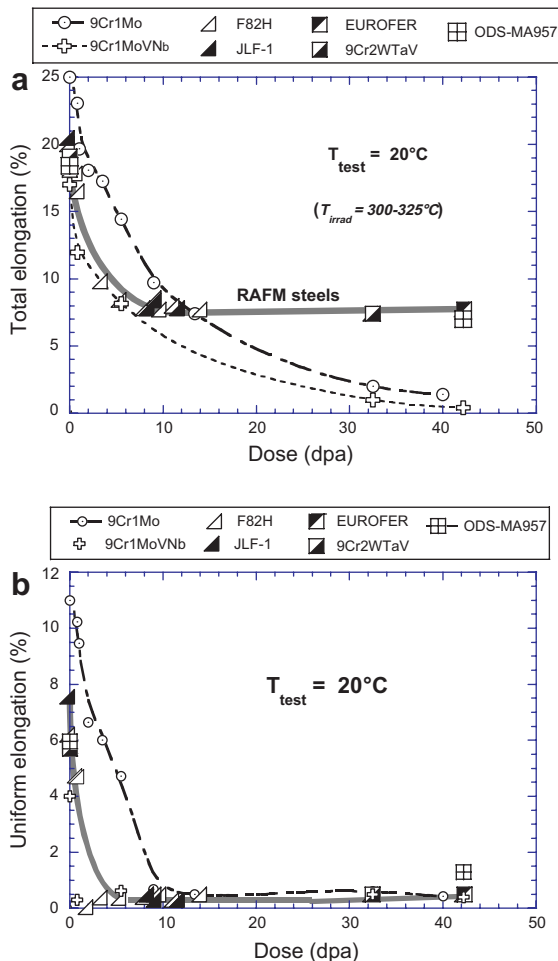 9Cr1Mo F82H EUROFER ODS-MA957
9Cr1MoVNb JLF-1 9Cr2WTaV
a
25
20
15
10
5
0
Total elongation (%)
T test = 20°C
(T irrad = 300-325°C)
RAFM steels
0 10 20 30 40 50
Dose (dpa)
9Cr1Mo F82H EUROFER ODS-MA957
9Cr1MoVNb JLF-1 9Cr2WTaV
b
12
10
8
6
4
2
0
Uniform elongation (%)
T test = 20°C
0 10 20 30 40 50
Dose (dpa)